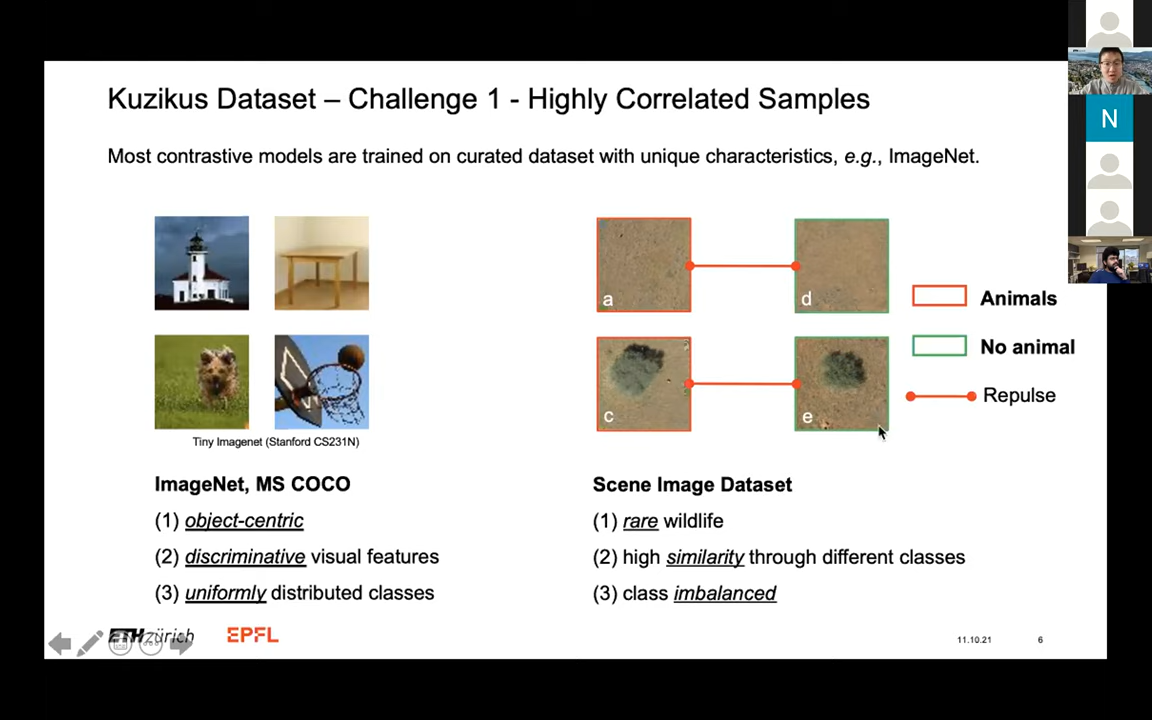 Kuzikus Dataset – Challenge 1 - Highly Correlated Samples
Most contrastive models are trained on curated dataset with unique characteristics, e.g., ImageNet.
N
a
d
Animals
No animal
c
e
Repulse
Tiny Imagenet (Stanford CS231N)
ImageNet, MS COCO
(1) object-centric
(2) discriminative visual features
(3) uniformly distributed classes
Scene Image Dataset
(1) rare wildlife
(2) high similarity through different classes
(3) class imbalanced
ETH zürich
EPFL
11.10.21
6